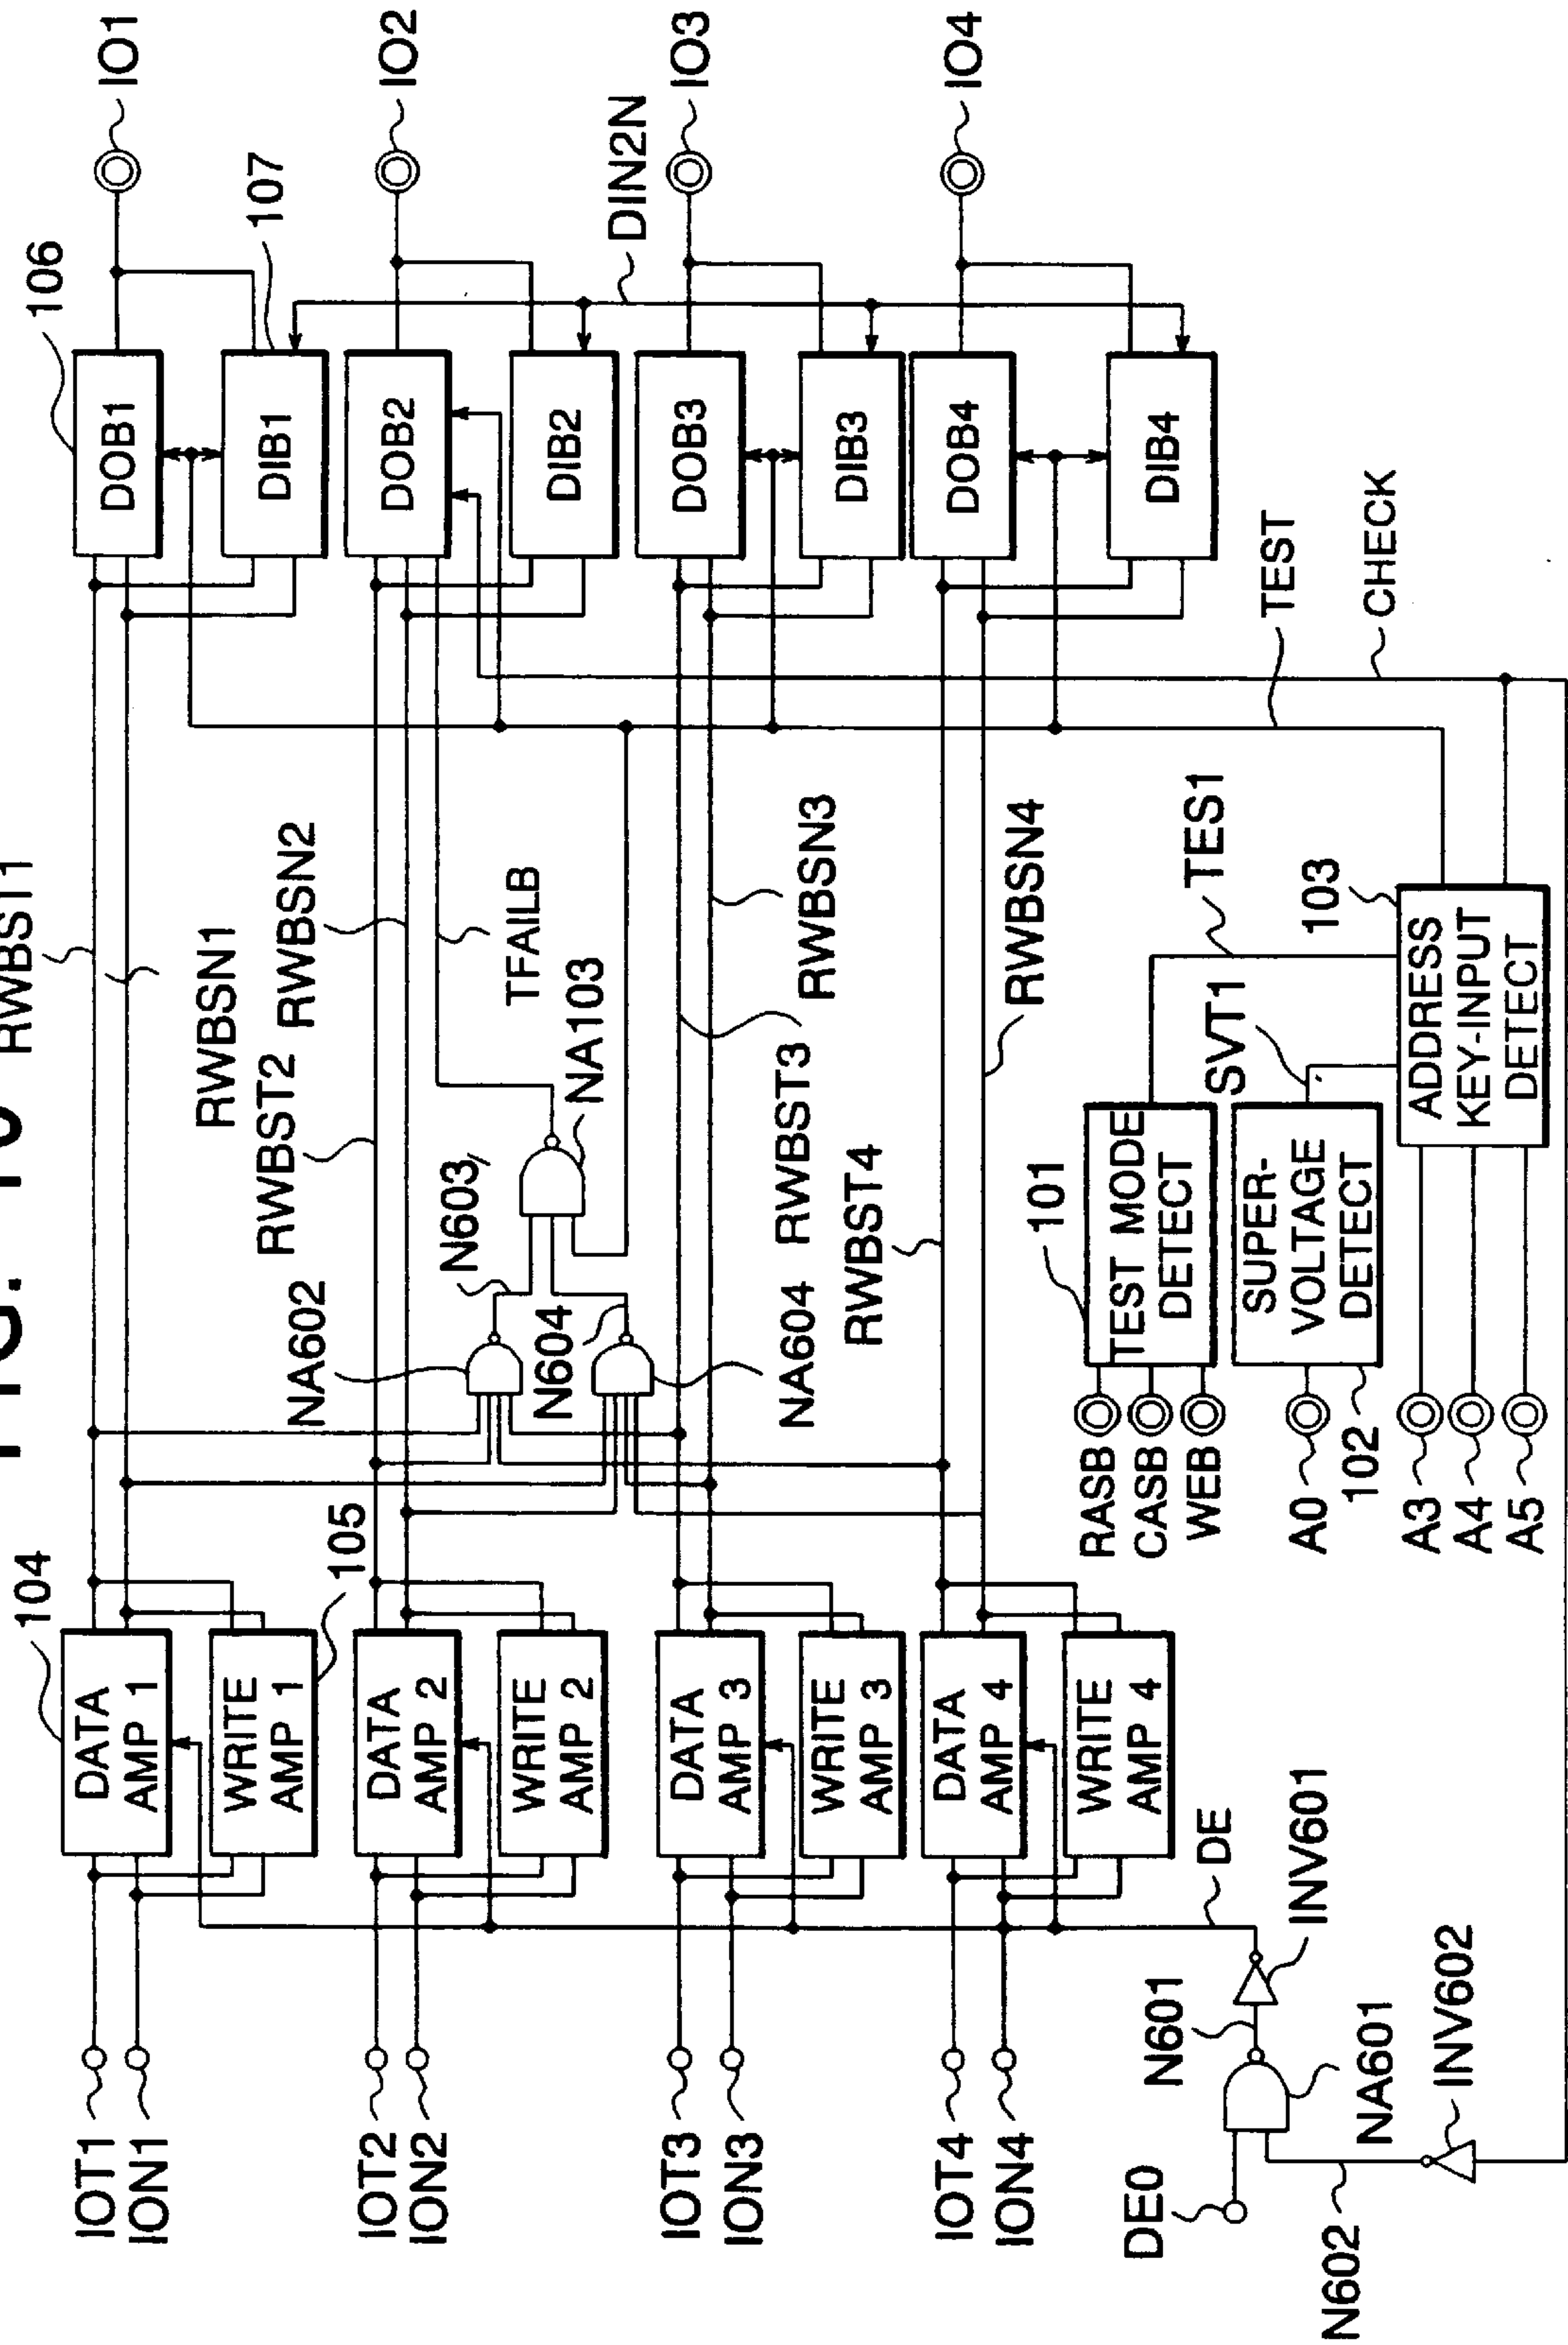 FIG. 10
RWBST1
RWBSN1
RWBST2
RWBSN2
TFAILB
NA103
N603
NA602
N604
NA604
RWBST3
RWBSN3
RWBST4
RWBSN4
104
DATA
AMP 1
105
WRITE
AMP 1
DATA
AMP 2
WRITE
AMP 2
DATA
AMP 3
WRITE
AMP 3
DATA
AMP 4
WRITE
AMP 4
IOT1
ION1
IOT2
ION2
IOT3
ION3
IOT4
ION4
106
DOB1
107
DIB1
DOB2
DIB2
DOB3
DIB3
DOB4
DIB4
IO1
IO2
IO3
IO4
DIN2N
TEST
CHECK
101
TEST MODE
DETECT
TES1
RASB
CASB
WEB
SUPER-
VOLTAGE
DETECT
SVT1
A0
102
103
ADDRESS
KEY-INPUT
DETECT
A3
A4
A5
DE
INV601
N601
NA601
DE0
N602
INV602